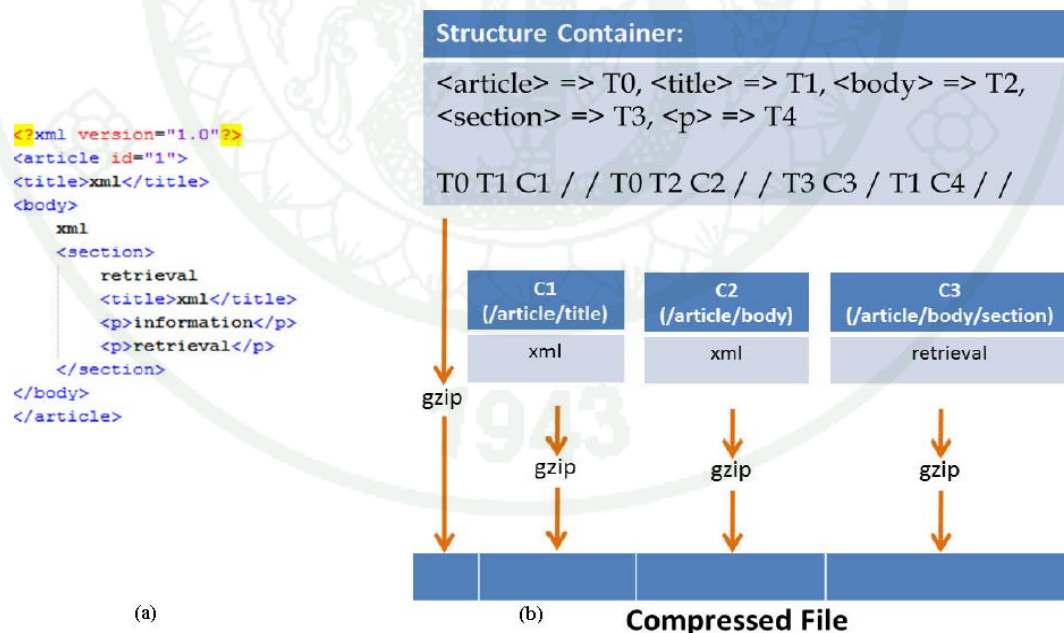 <?xml version="1.0"?>
<article id="1">
<title>xml</title>
<body>
xml
<section>
retrieval
<title>xml</title>
<p>information</p>
<p>retrieval</p>
</section>
</body>
</article>
(a)
Structure Container:
<article> => T0, <title> => T1, <body> => T2,
<section> => T3, <p> => T4
T0 T1 C1 / / T0 T2 C2 / / T3 C3 / T1 C4 / /
C1
(/article/title)
xml
C2
(/article/body)
xml
C3
(/article/body/section)
retrieval
gzip
gzip
gzip
gzip
1943
(b)
Compressed File